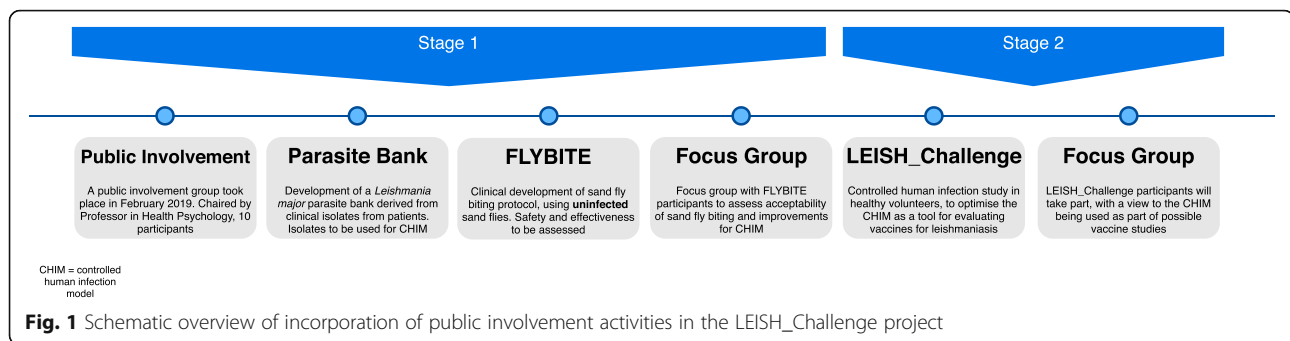 Stage 1
Stage 2
Public Involvement
A public involvement group took
place in February 2019. Chaired by
Professor in Health Psychology, 10
participants
Parasite Bank
Development of a Leishmania
major parasite bank derived from
clinical isolates from patients.
Isolates to be used for CHIM
FLYBITE
Clinical development of sand fly
biting protocol, using uninfected
sand flies. Safety and effectiveness
to be assessed
Focus Group
Focus group with FLYBITE
participants to assess acceptability
of sand fly biting and improvements
for CHIM
LEISH_Challenge
Controlled human infection study in
healthy volunteers, to optimise the
CHIM as a tool for evaluating
vaccines for leishmaniasis
Focus Group
LEISH_Challenge participants will
take part, with a view to the CHIM
being used as part of possible
vaccine studies
CHIM = controlled
human infection
model
Fig. 1 Schematic overview of incorporation of public involvement activities in the LEISH_Challenge project